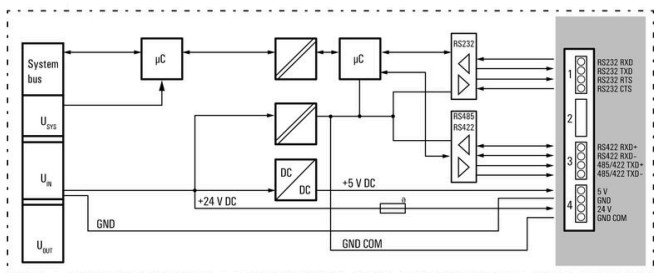 System
bus
U_SYS
U_IN
U_OUT
µC
µC
RS232
RS485
RS422
DC
DC
+5 V DC
+24 V DC
GND
GND COM
1
RS232 RXD
RS232 TXD
RS232 RTS
RS232 CTS
2
3
RS422 RXD+
RS422 RXD-
485/422 TXD+
485/422 TXD-
4
5 V
GND
24 V
GND COM